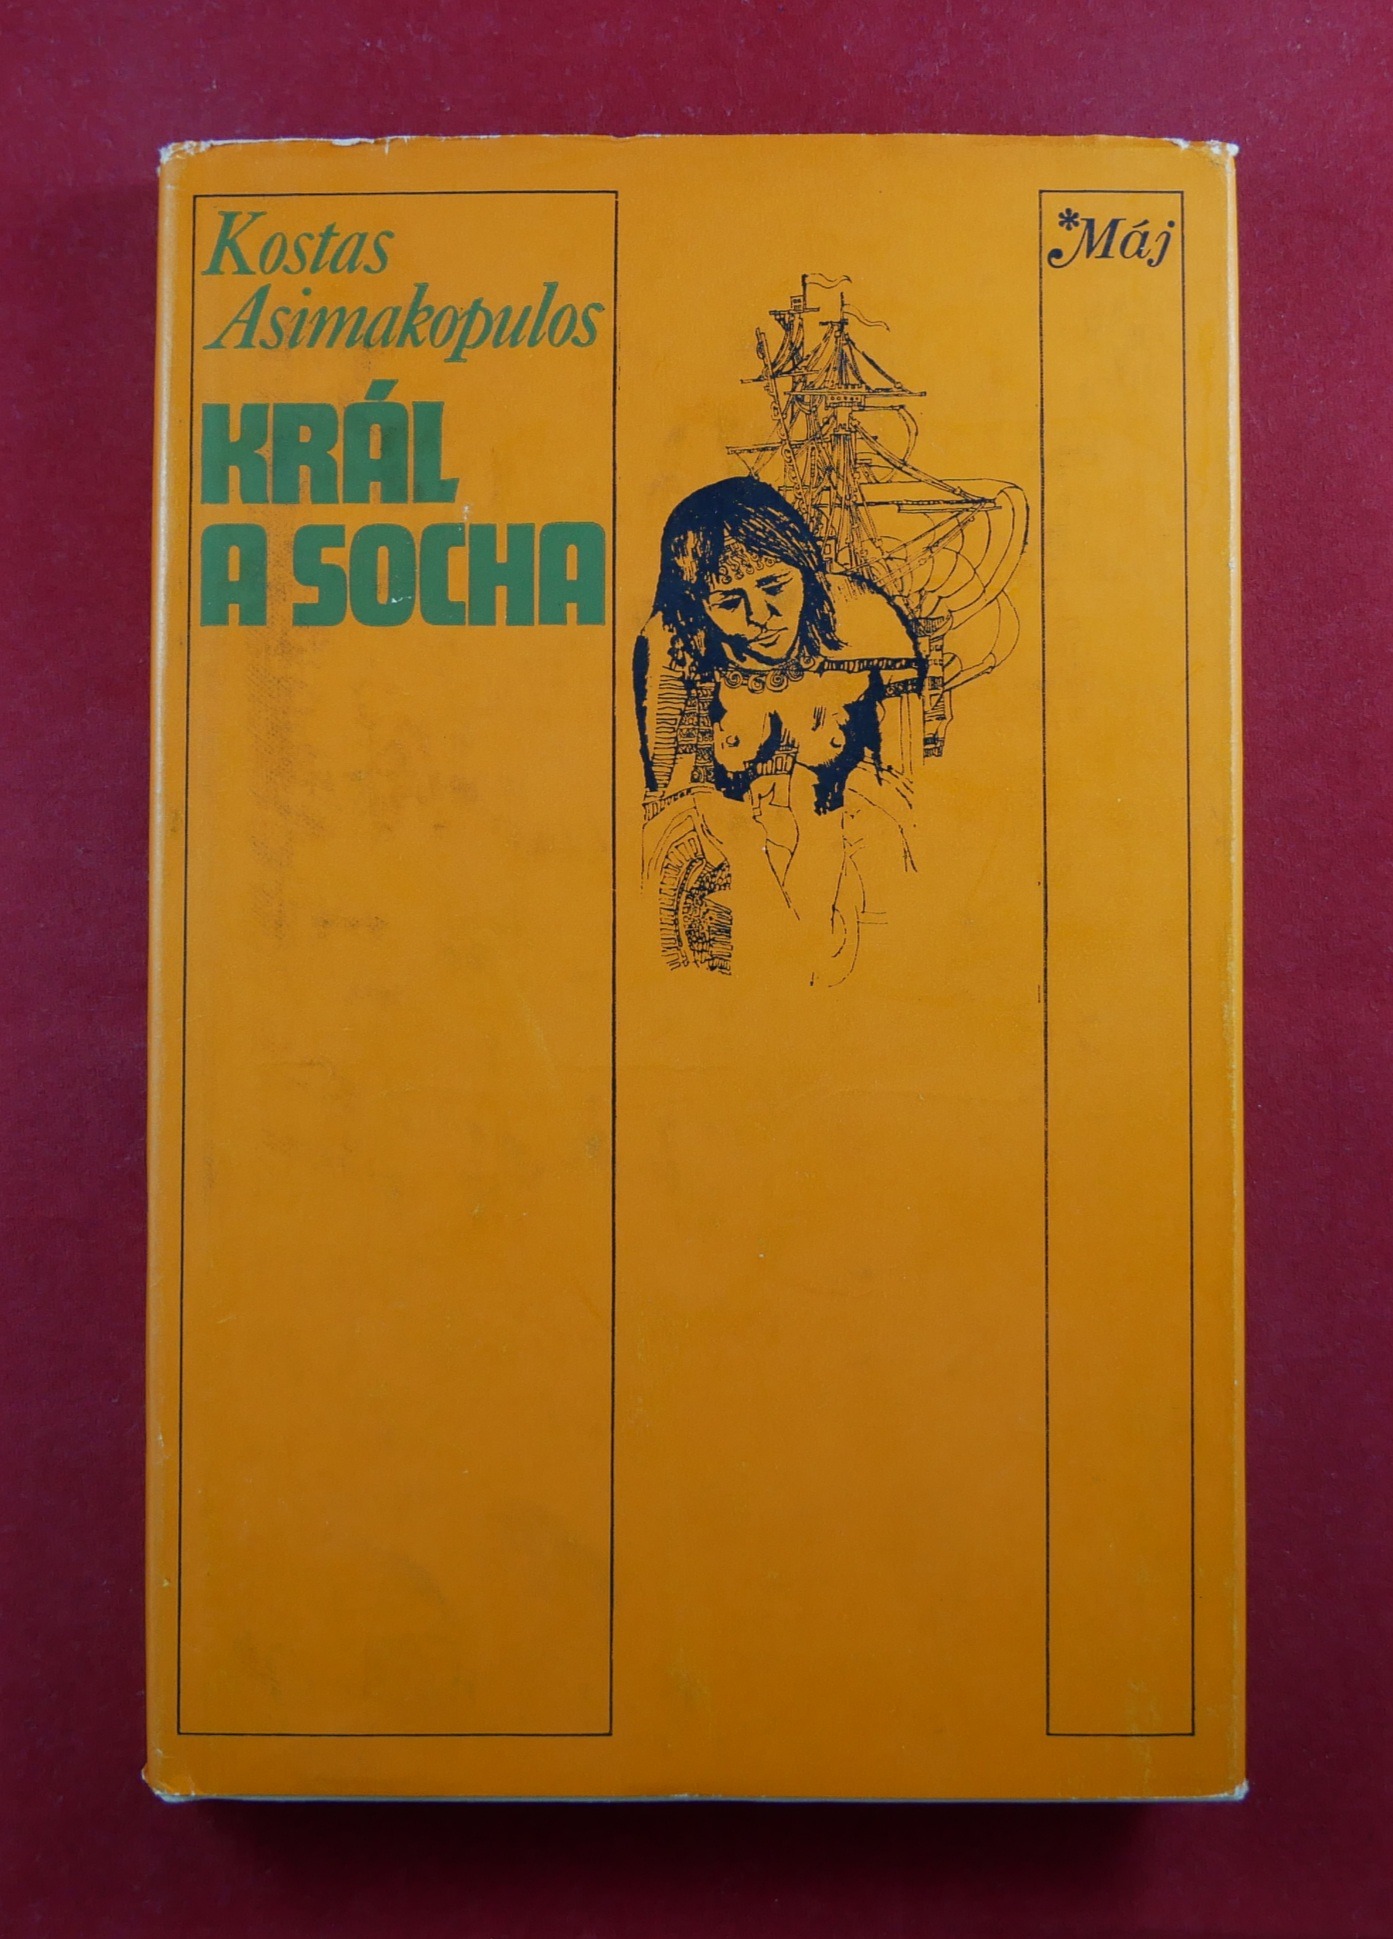 Kostas
Asimakopulos
KRÁL
A SOCHA
*Máj